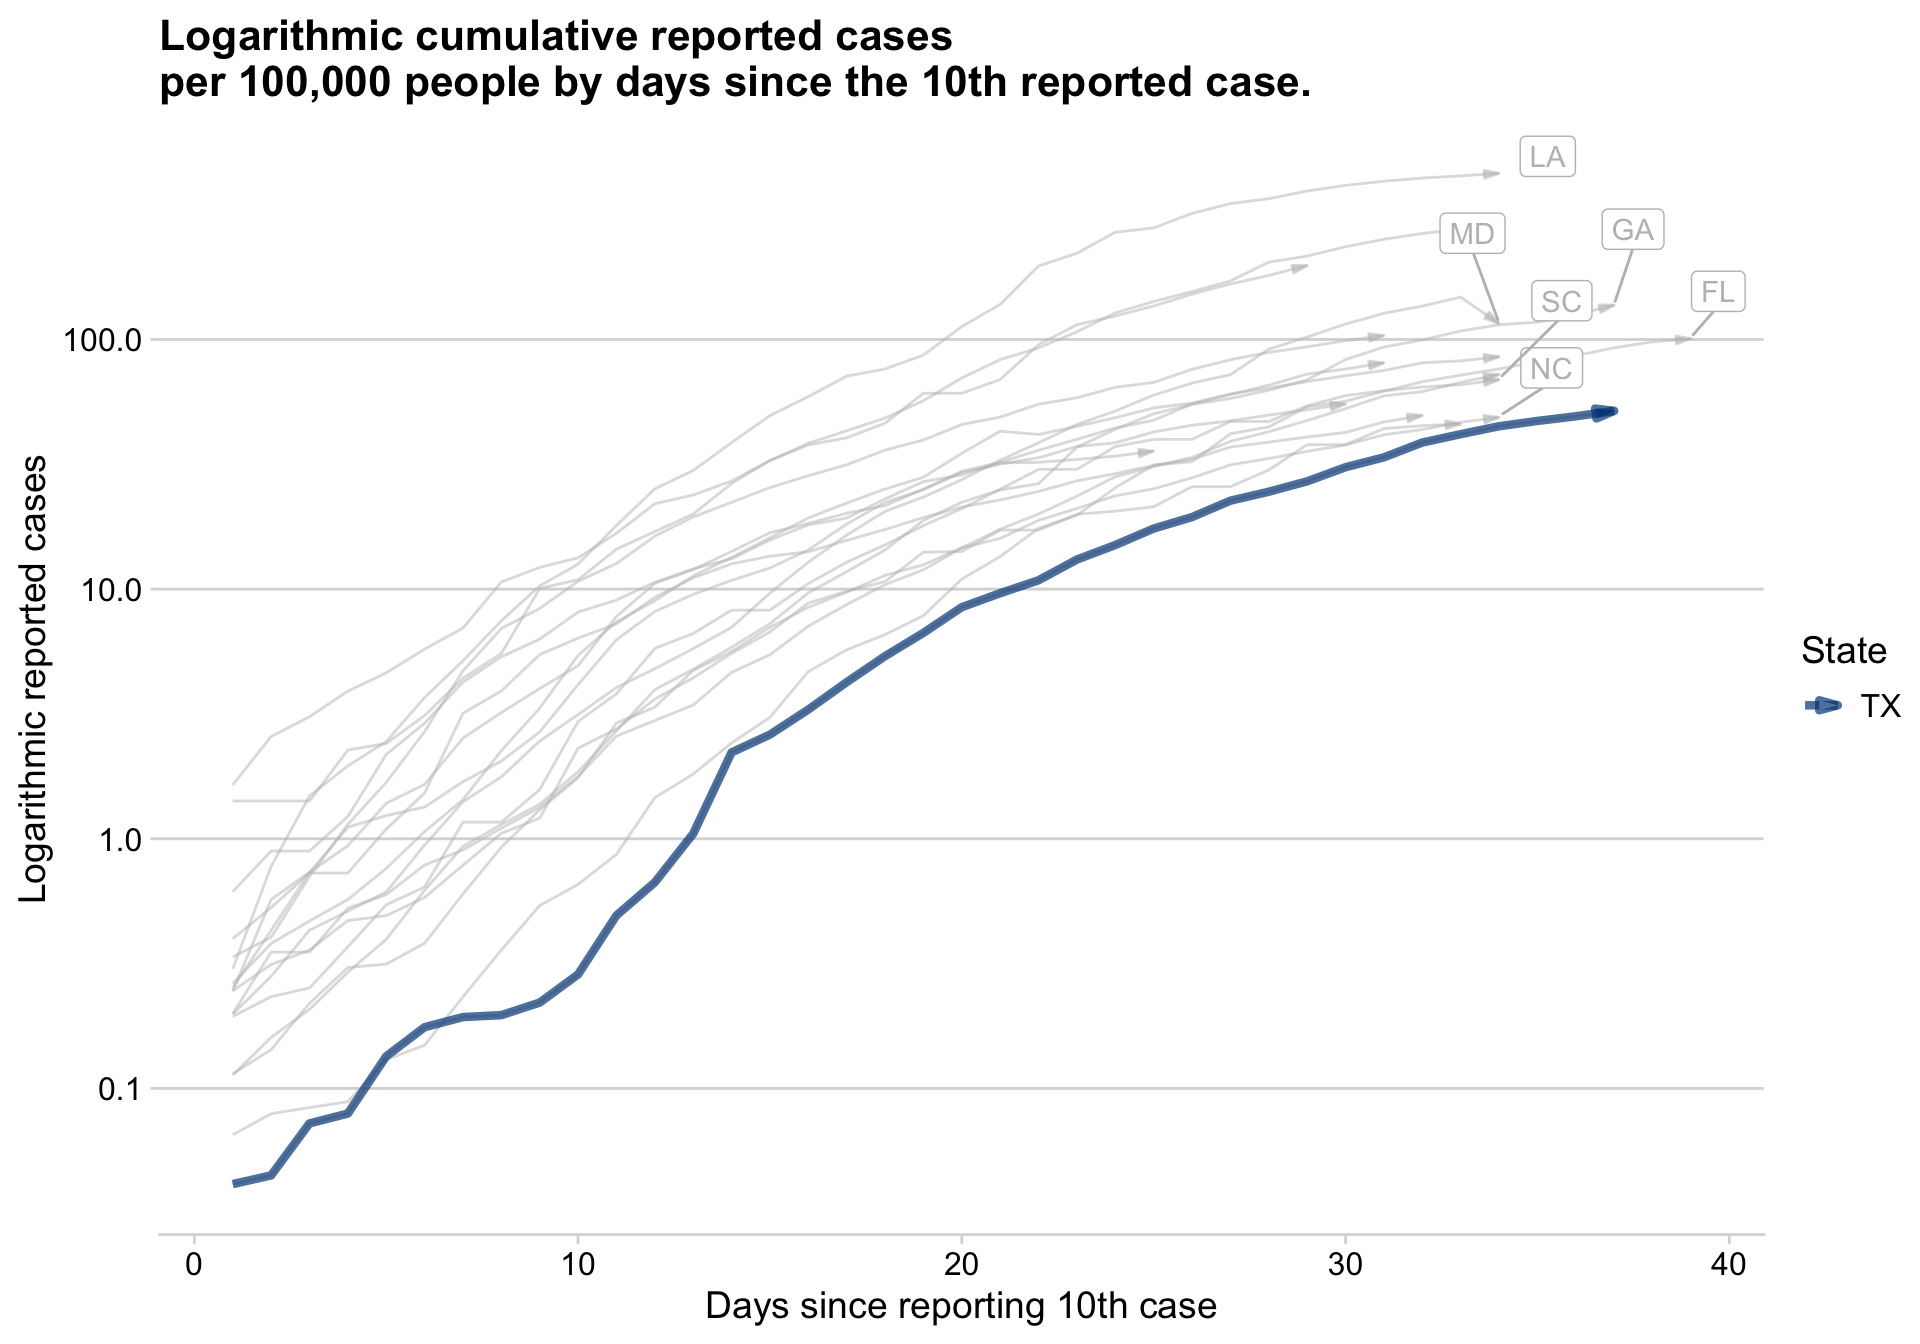 Logarithmic cumulative reported cases
per 100,000 people by days since the 10th reported case.
LA
MD
GA
SC
FL
NC
100.0
10.0
1.0
0.1
Logarithmic reported cases
State
TX
0
10
20
30
40
Days since reporting 10th case